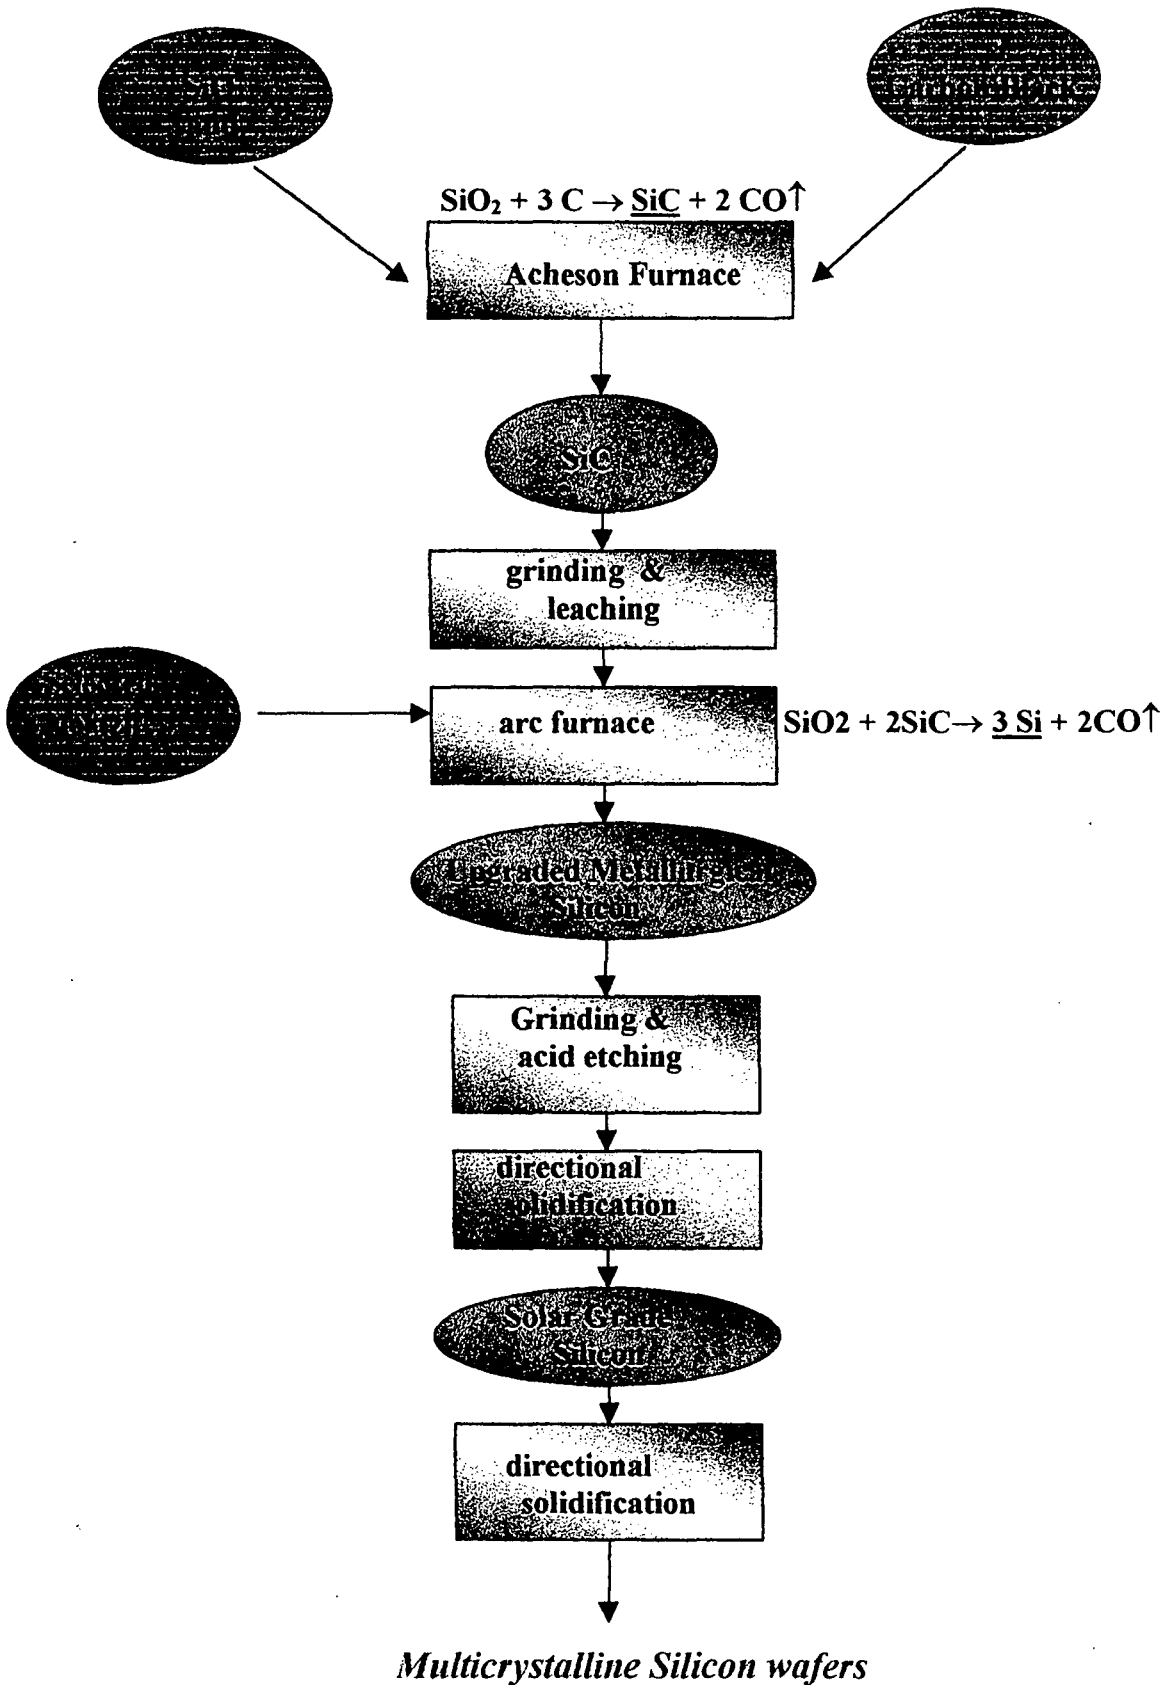 SiO₂ + 3 C → SiC + 2 CO↑
Acheson Furnace
SiC
grinding &
leaching
arc furnace
SiO2 + 2SiC→ 3 Si + 2CO↑
Upgraded Metallurgical
Silicon
Grinding &
acid etching
directional
solidification
Solar Grade
Silicon
directional
solidification
Multicrystalline Silicon wafers